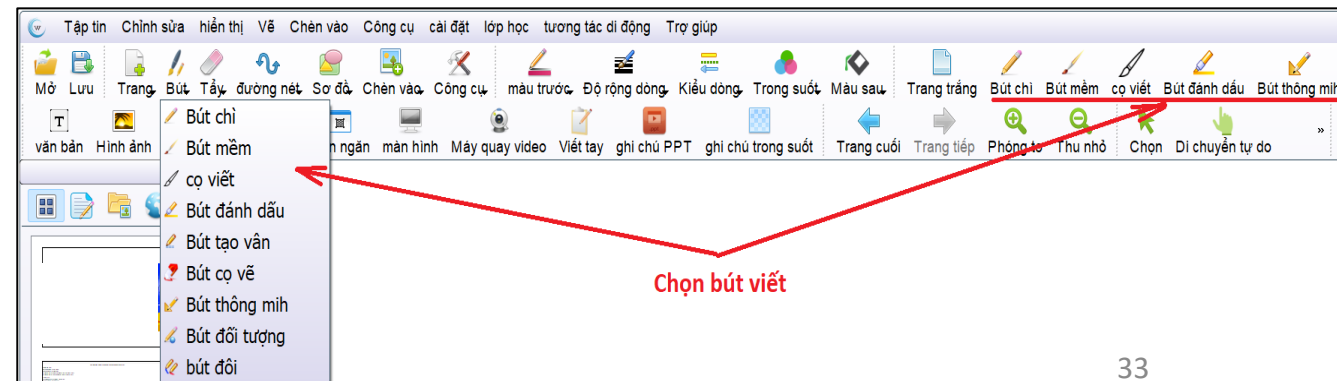 Tập tin Chỉnh sửa hiển thị Vẽ Chèn vào Công cụ cài đặt lớp học tương tác di động Trợ giúp
Mở Lưu Trang Bút Tẩy đường nét Sơ đồ Chèn vào Công cụ màu trước Độ rộng dòng Kiểu dòng Trong suốt Màu sau Trang trắng Bút chì Bút mềm cọ viết Bút đánh dấu Bút thông mih
văn bản Hình ảnh ngăn màn hình Máy quay video Viết tay ghi chú PPT ghi chú trong suốt Trang cuối Trang tiếp Phóng to Thu nhỏ Chọn Di chuyển tự do »
Bút chì
Bút mềm
cọ viết
Bút đánh dấu
Bút tạo vân
Bút cọ vẽ
Bút thông mih
Bút đối tượng
bút đôi
Chọn bút viết
33